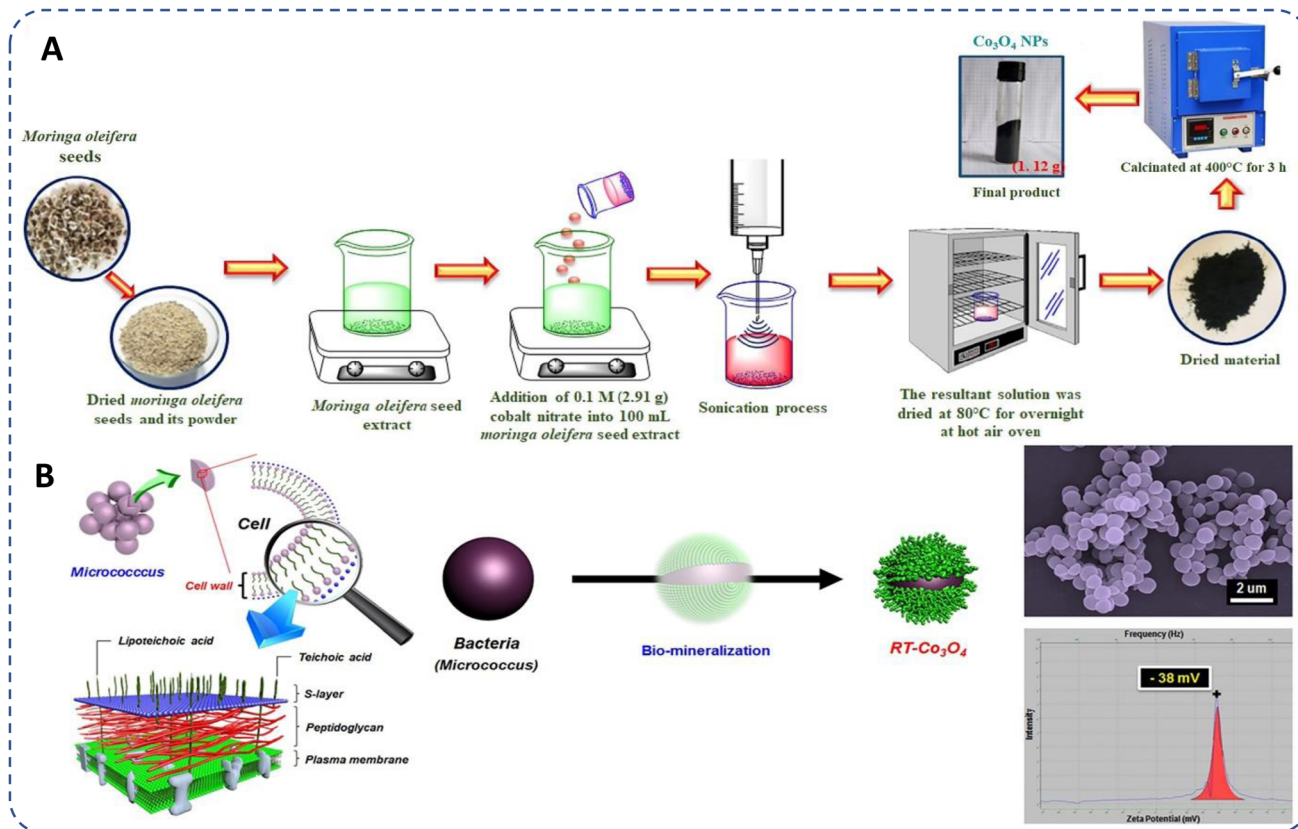 A
Moringa oleifera
seeds
Dried moringa oleifera
seeds and its powder
Moringa oleifera seed
extract
Addition of 0.1 M (2.91 g)
cobalt nitrate into 100 mL
moringa oleifera seed extract
Sonication process
The resultant solution was
dried at 80°C for overnight
at hot air oven
Dried material
Calcinated at 400°C for 3 h
Co₃O₄ NPs
(1. 12 g)
Final product
B
Micrococcus
Cell
Cell wall
Lipoteichoic acid
Teichoic acid
S-layer
Peptidoglycan
Plasma membrane
Bacteria
(Micrococcus)
Bio-mineralization
RT-Co₃O₄
2 um
Frequency (Hz)
- 38 mV
Intensity
Zeta Potential (mV)